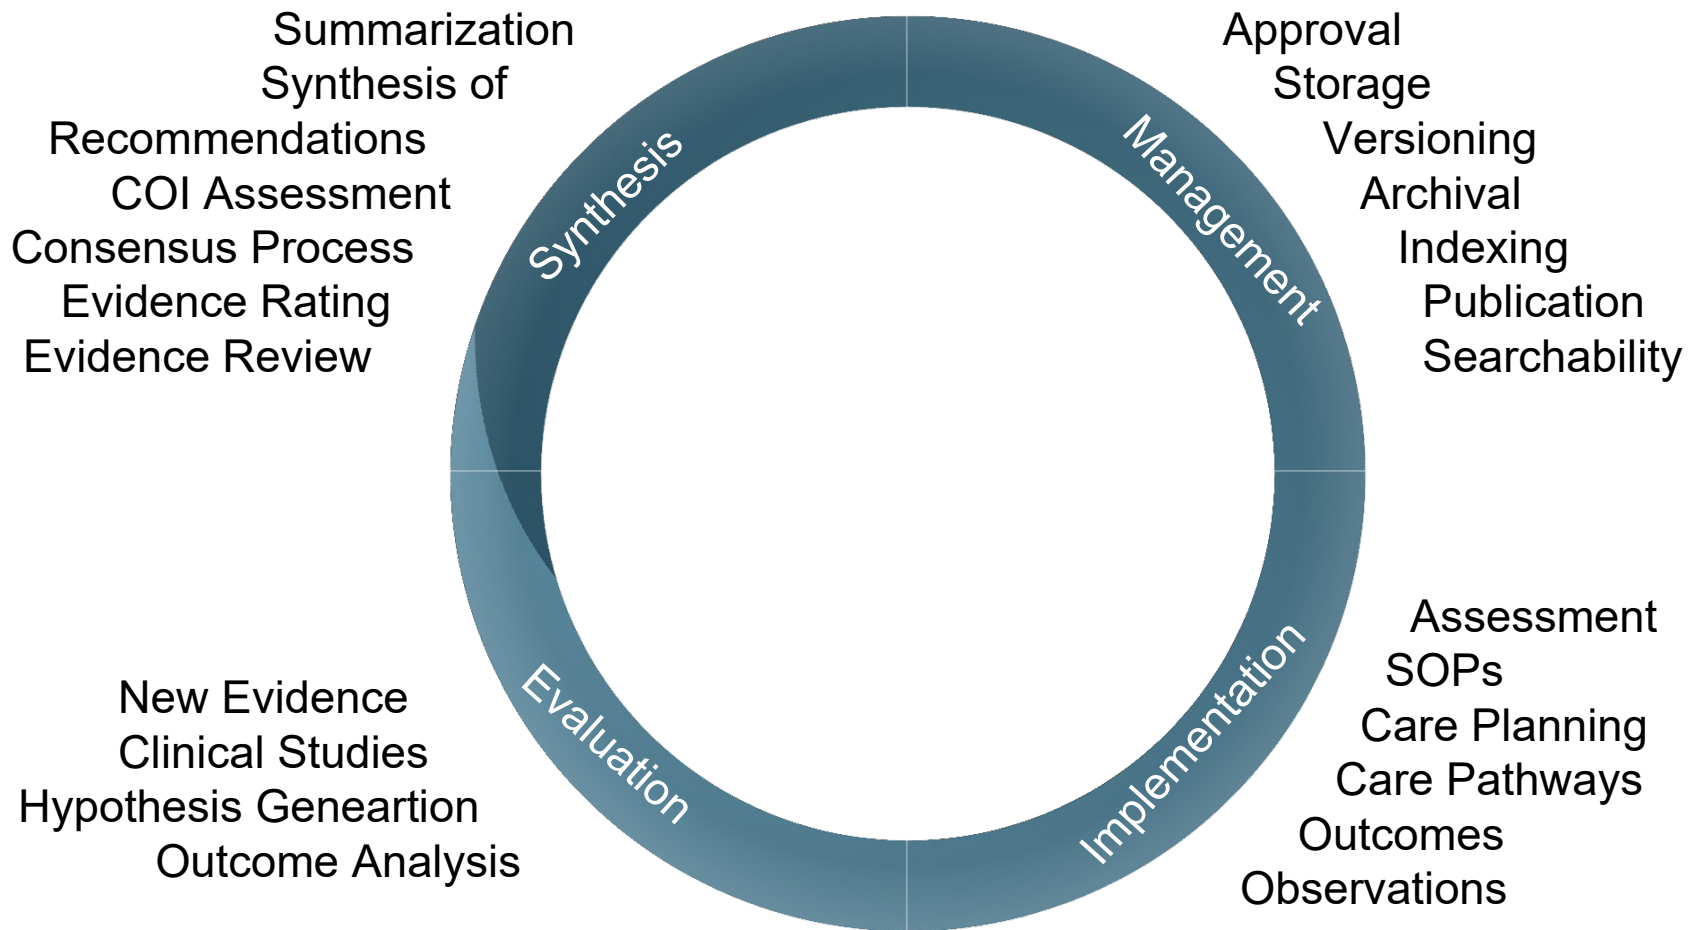 Summarization
Synthesis of
Recommendations
COI Assessment
Consensus Process
Evidence Rating
Evidence Review
Synthesis
Approval
Storage
Versioning
Archival
Indexing
Publication
Searchability
Management
Assessment
SOPs
Care Planning
Care Pathways
Outcomes
Observations
Implementation
New Evidence
Clinical Studies
Hypothesis Geneartion
Outcome Analysis
Evaluation